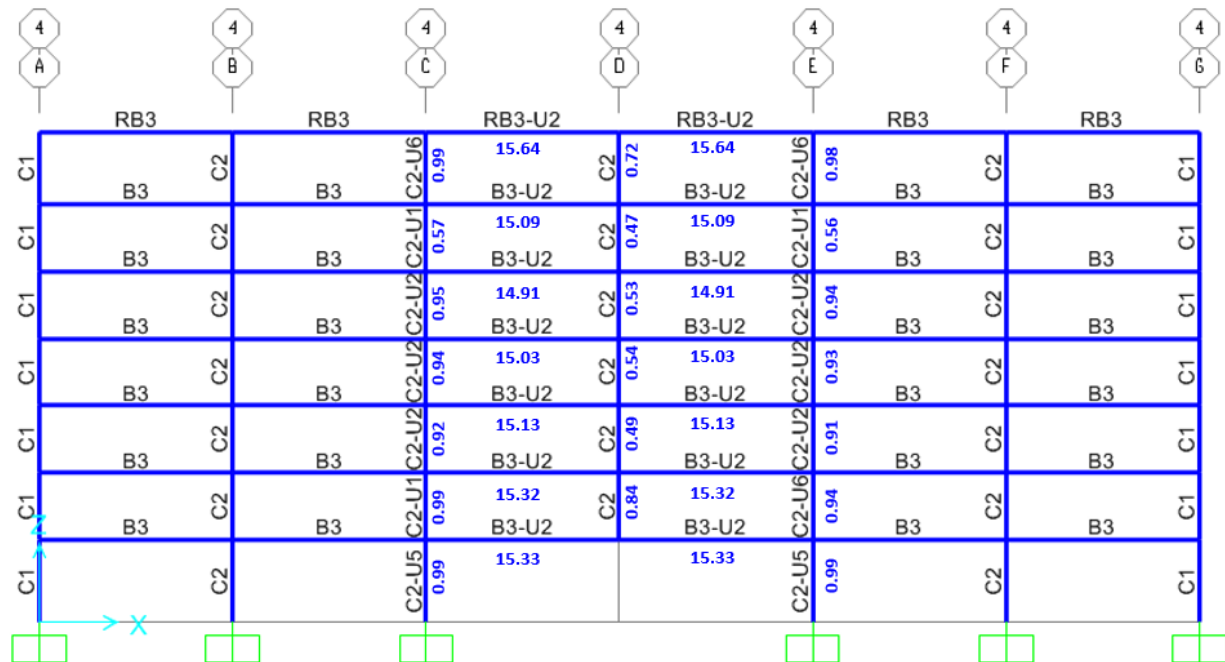 4 4 4 4 4 4 4
A B C D E F G
RB3 RB3 RB3-U2 RB3-U2 RB3 RB3
C1 C2 C2-U6 0.99 15.64 C2 0.72 15.64 C2-U6 0.98 C2 C1
B3 B3 B3-U2 B3-U2 B3 B3
C1 C2 C2-U1 0.57 15.09 C2 0.47 15.09 C2-U1 0.56 C2 C1
B3 B3 B3-U2 B3-U2 B3 B3
C1 C2 C2-U2 0.95 14.91 C2 0.53 14.91 C2-U2 0.94 C2 C1
B3 B3 B3-U2 B3-U2 B3 B3
C1 C2 C2-U2 0.94 15.03 C2 0.54 15.03 C2-U2 0.93 C2 C1
B3 B3 B3-U2 B3-U2 B3 B3
C1 C2 C2-U2 0.92 15.13 C2 0.49 15.13 C2-U2 0.91 C2 C1
B3 B3 B3-U2 B3-U2 B3 B3
C1 C2 C2-U1 0.99 15.32 C2 0.84 15.32 C2-U6 0.94 C2 C1
Z B3 B3 B3-U2 B3-U2 B3 B3
C1 C2 C2-U5 0.99 15.33 15.33 C2-U5 0.99 C2 C1
X